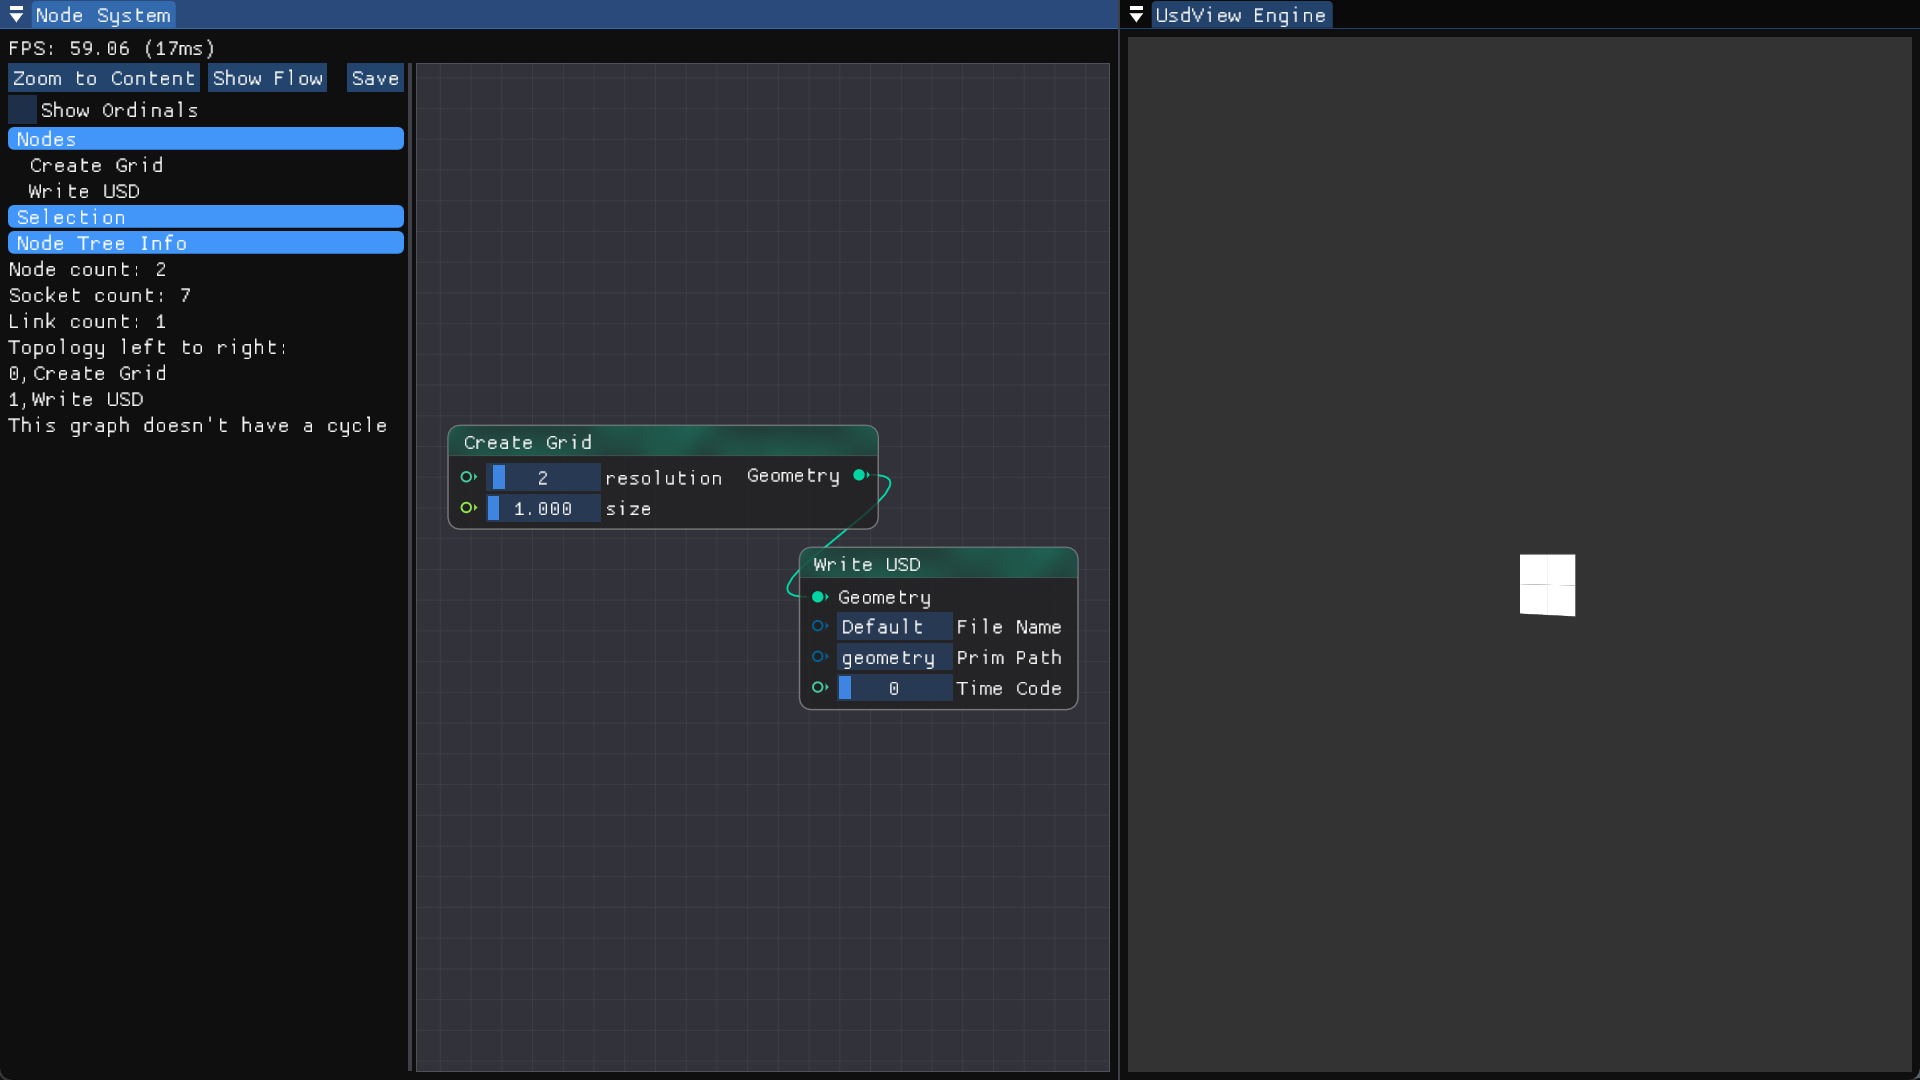 Node System
FPS: 59.06 (17ms)
Zoom to Content
Show Flow
Save
Show Ordinals
Nodes
Create Grid
Write USD
Selection
Node Tree Info
Node count: 2
Socket count: 7
Link count: 1
Topology left to right:
0,Create Grid
1,Write USD
This graph doesn't have a cycle
Create Grid
2 resolution
Geometry
1.000 size
Write USD
Geometry
Default File Name
geometry Prim Path
0 Time Code
UsdView Engine